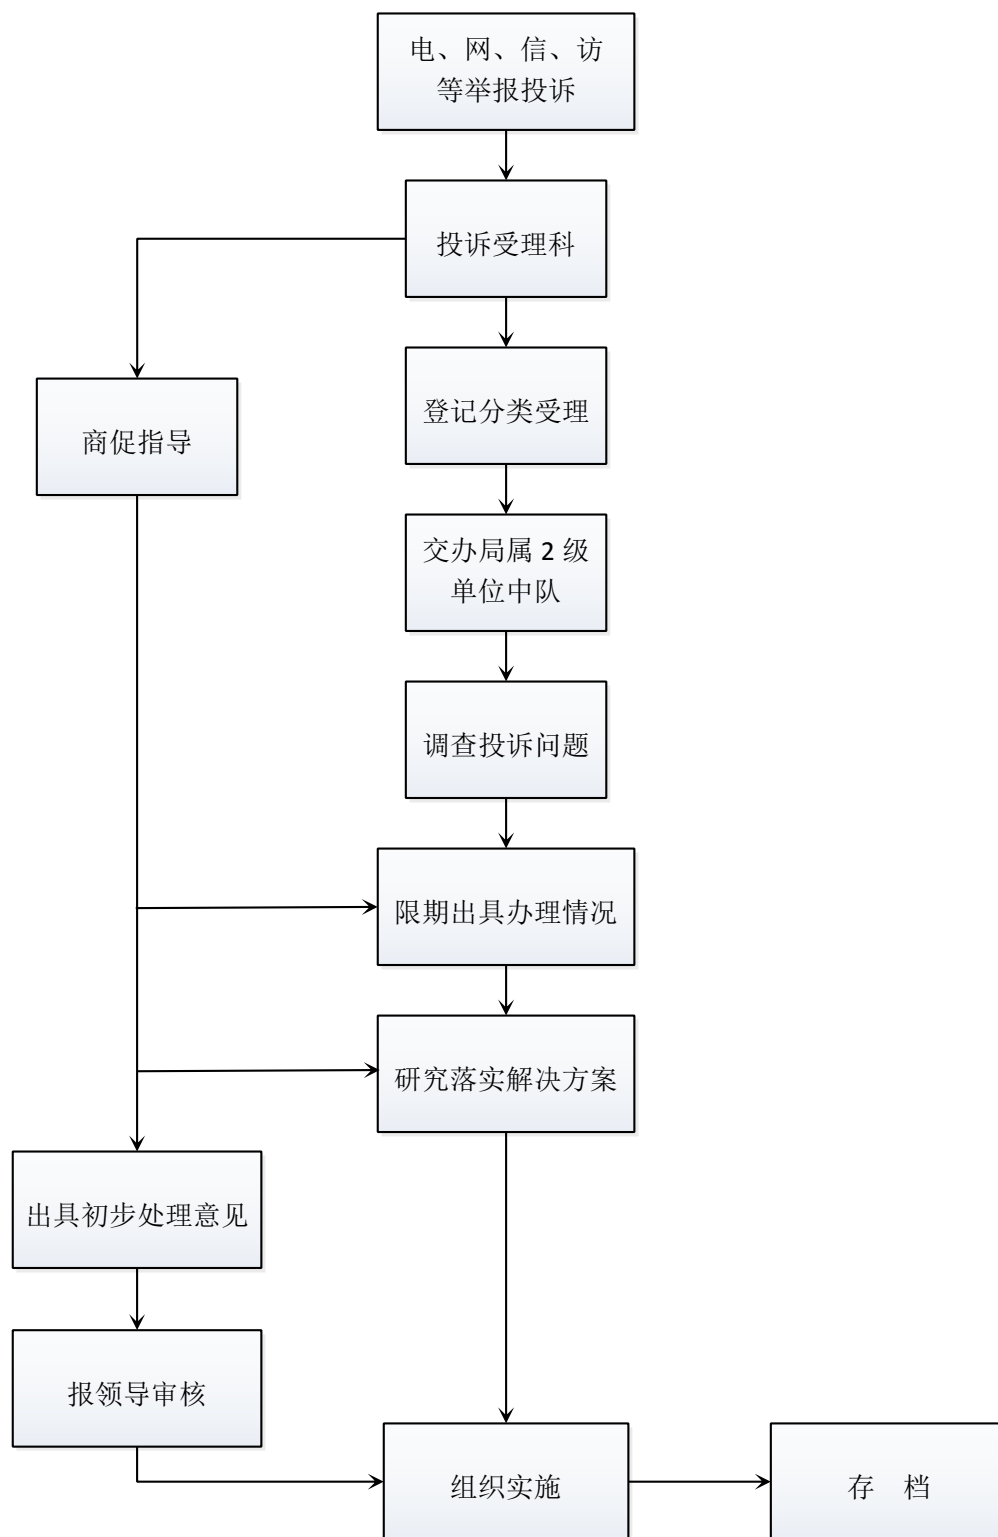 电、网、信、访
等举报投诉
投诉受理科
登记分类受理
商促指导
交办局属 2 级
单位中队
调查投诉问题
限期出具办理情况
研究落实解决方案
出具初步处理意见
报领导审核
组织实施
存　档